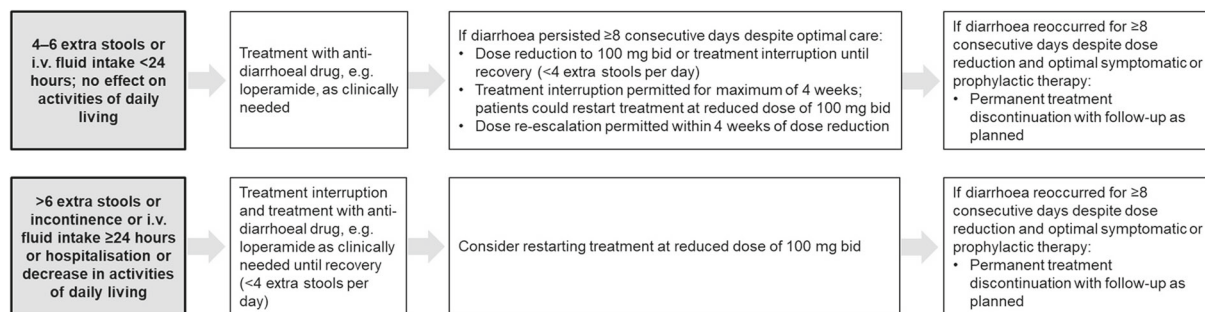 4–6 extra stools or
i.v. fluid intake <24
hours; no effect on
activities of daily
living
Treatment with anti-
diarrhoeal drug, e.g.
loperamide, as clinically
needed
If diarrhoea persisted ≥8 consecutive days despite optimal care:
• Dose reduction to 100 mg bid or treatment interruption until
recovery (<4 extra stools per day)
• Treatment interruption permitted for maximum of 4 weeks;
patients could restart treatment at reduced dose of 100 mg bid
• Dose re-escalation permitted within 4 weeks of dose reduction
If diarrhoea reoccurred for ≥8
consecutive days despite dose
reduction and optimal symptomatic or
prophylactic therapy:
• Permanent treatment
discontinuation with follow-up as
planned
>6 extra stools or
incontinence or i.v.
fluid intake ≥24 hours
or hospitalisation or
decrease in activities
of daily living
Treatment interruption
and treatment with anti-
diarrhoeal drug, e.g.
loperamide as clinically
needed until recovery
(<4 extra stools per
day)
Consider restarting treatment at reduced dose of 100 mg bid
If diarrhoea reoccurred for ≥8
consecutive days despite dose
reduction and optimal symptomatic or
prophylactic therapy:
• Permanent treatment
discontinuation with follow-up as
planned